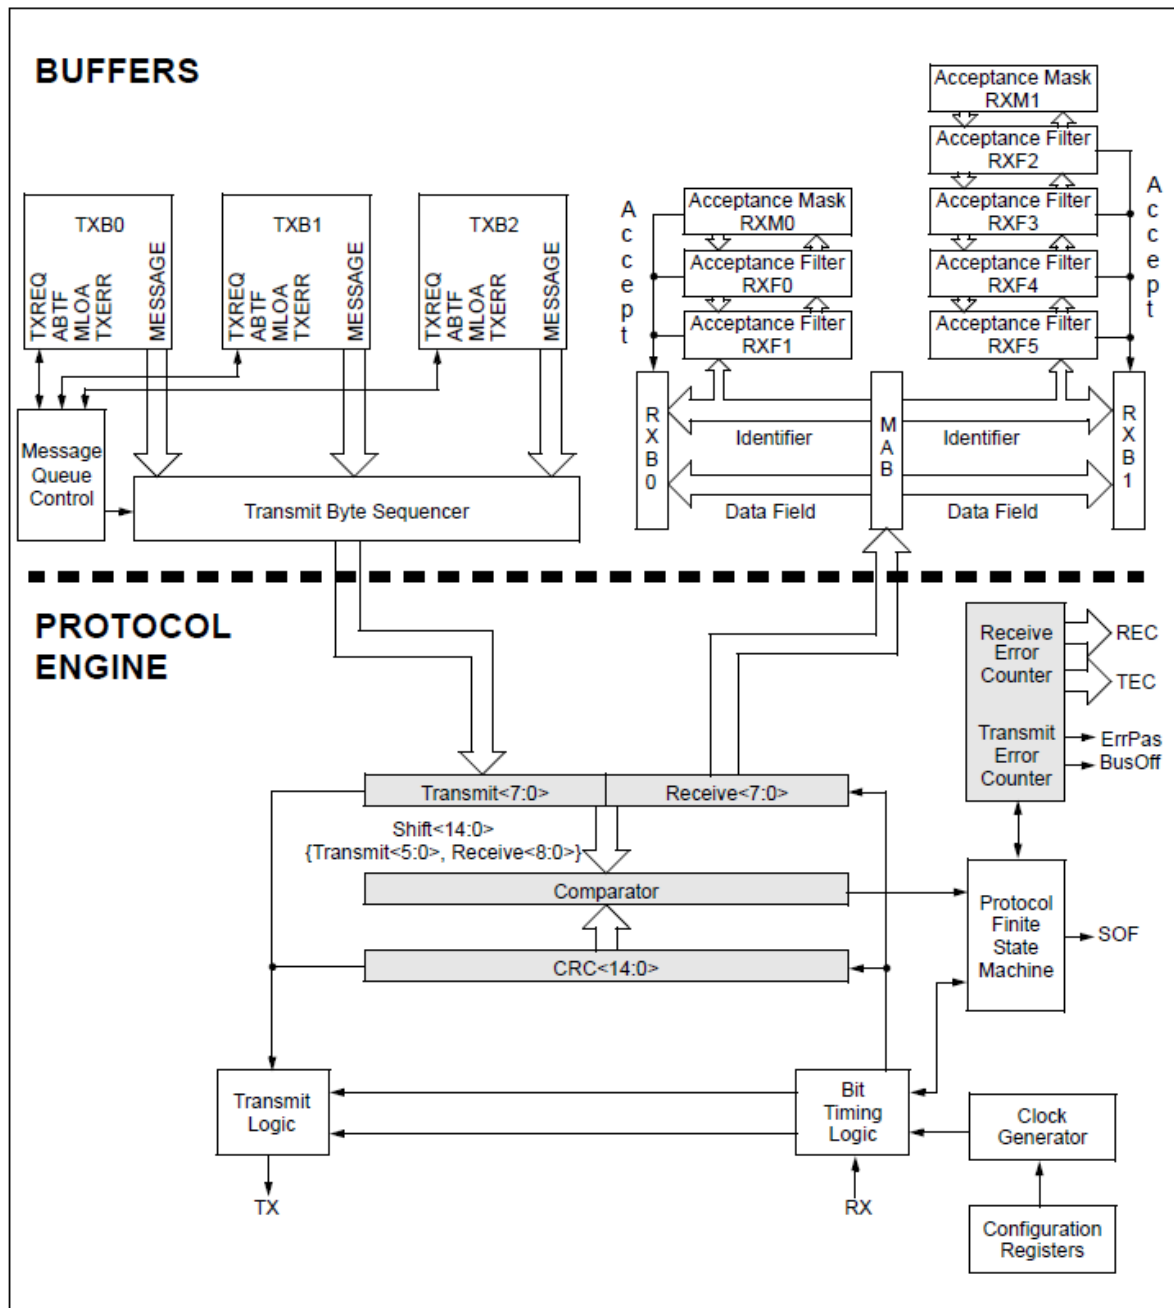 BUFFERS
Acceptance Mask
RXM1
Acceptance Filter
RXF2
Acceptance Filter
RXF3
Acceptance Filter
RXF4
Acceptance Filter
RXF5
Accept
Acceptance Mask
RXM0
Acceptance Filter
RXF0
Acceptance Filter
RXF1
Accept
TXB0
TXREQ
ABTF
MLOA
TXERR
MESSAGE
TXB1
TXREQ
ABTF
MLOA
TXERR
MESSAGE
TXB2
TXREQ
ABTF
MLOA
TXERR
MESSAGE
Message
Queue
Control
Transmit Byte Sequencer
RXB0
Identifier
Data Field
MAB
Identifier
Data Field
RXB1
PROTOCOL
ENGINE
Receive
Error
Counter
Transmit
Error
Counter
REC
TEC
ErrPas
BusOff
Transmit<7:0>
Receive<7:0>
Shift<14:0>
{Transmit<5:0>, Receive<8:0>}
Comparator
CRC<14:0>
Protocol
Finite
State
Machine
SOF
Transmit
Logic
Bit
Timing
Logic
Clock
Generator
TX
RX
Configuration
Registers